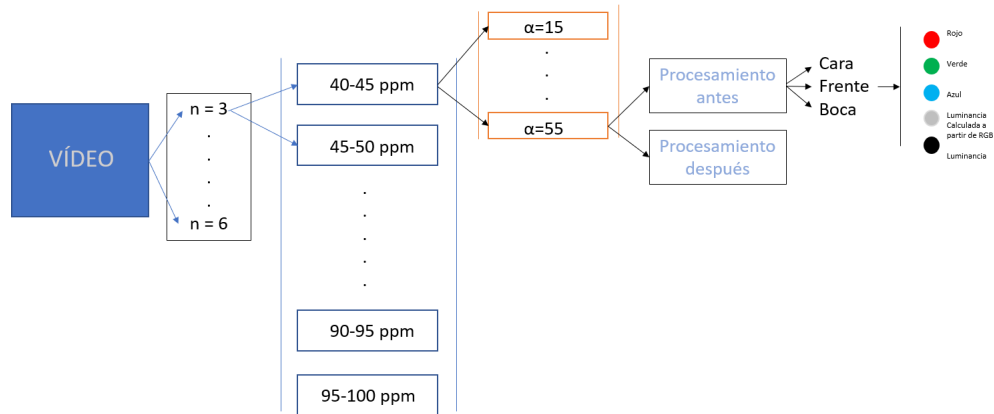 VÍDEO
n = 3
.
.
.
.
.
n = 6
40-45 ppm
45-50 ppm
.
.
.
.
.
90-95 ppm
95-100 ppm
α=15
.
.
.
.
α=55
Procesamiento
antes
Procesamiento
después
Cara
Frente
Boca
Rojo
Verde
Azul
Luminancia
Calculada a
partir de RGB
Luminancia